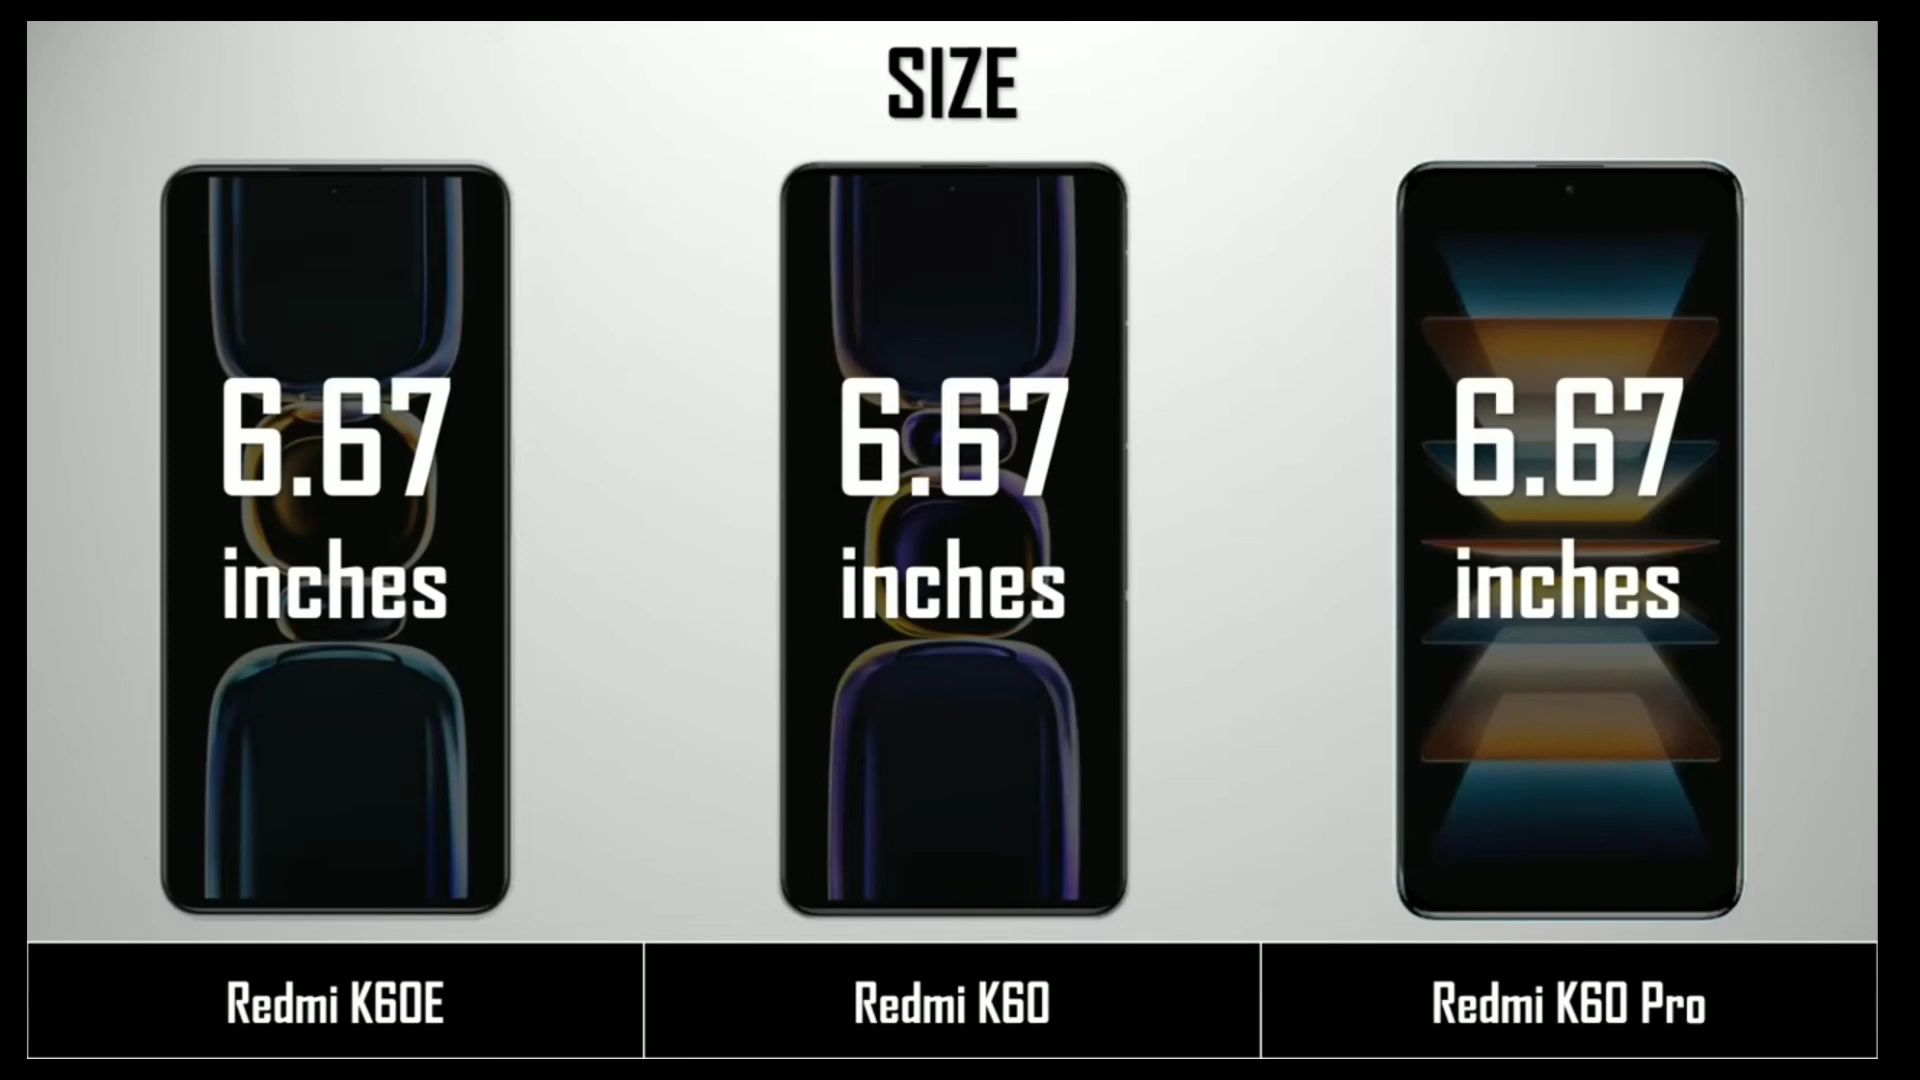 SIZE
6.67 6.67 6.67
inches inches inches
Redmi K60E Redmi K60 Redmi K60 Pro